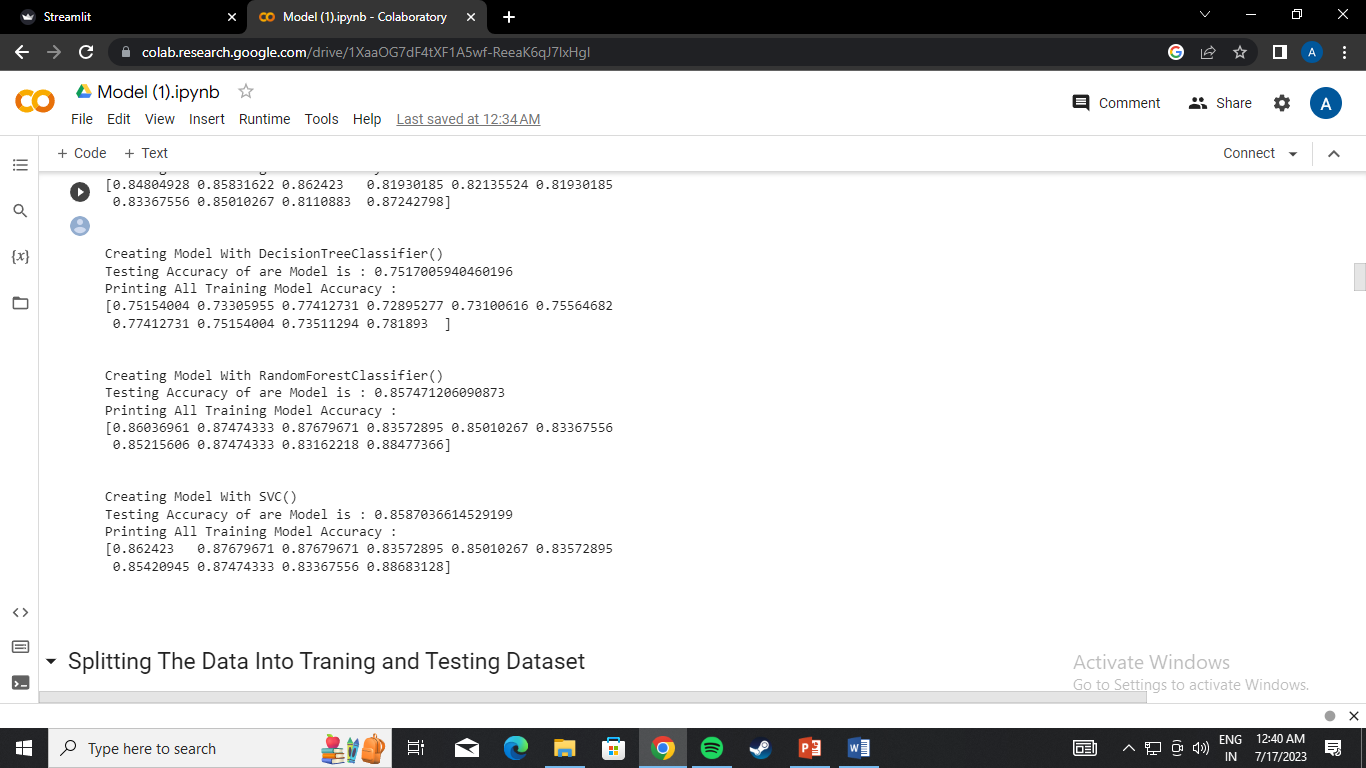 Streamlit
Model (1).ipynb - Colaboratory
colab.research.google.com/drive/1XaaOG7dF4tXF1A5wf-ReeaK6qJ7lxHgI
A
Model (1).ipynb
File Edit View Insert Runtime Tools Help Last saved at 12:34 AM
Comment Share A
+ Code + Text
Connect
[0.84804928 0.85831622 0.862423 0.81930185 0.82135524 0.81930185
0.83367556 0.85010267 0.8110883 0.87242798]
{x}
Creating Model With DecisionTreeClassifier()
Testing Accuracy of are Model is : 0.7517005940460196
Printing All Training Model Accuracy :
[0.75154004 0.73305955 0.77412731 0.72895277 0.73100616 0.75564682
0.77412731 0.75154004 0.73511294 0.781893 ]
Creating Model With RandomForestClassifier()
Testing Accuracy of are Model is : 0.857471206090873
Printing All Training Model Accuracy :
[0.86036961 0.87474333 0.87679671 0.83572895 0.85010267 0.83367556
0.85215606 0.87474333 0.83162218 0.88477366]
Creating Model With SVC()
Testing Accuracy of are Model is : 0.8587036614529199
Printing All Training Model Accuracy :
[0.862423 0.87679671 0.87679671 0.83572895 0.85010267 0.83572895
0.85420945 0.87474333 0.83367556 0.88683128]
Splitting The Data Into Traning and Testing Dataset
Activate Windows
Go to Settings to activate Windows.
Type here to search
ENG
IN
12:40 AM
7/17/2023